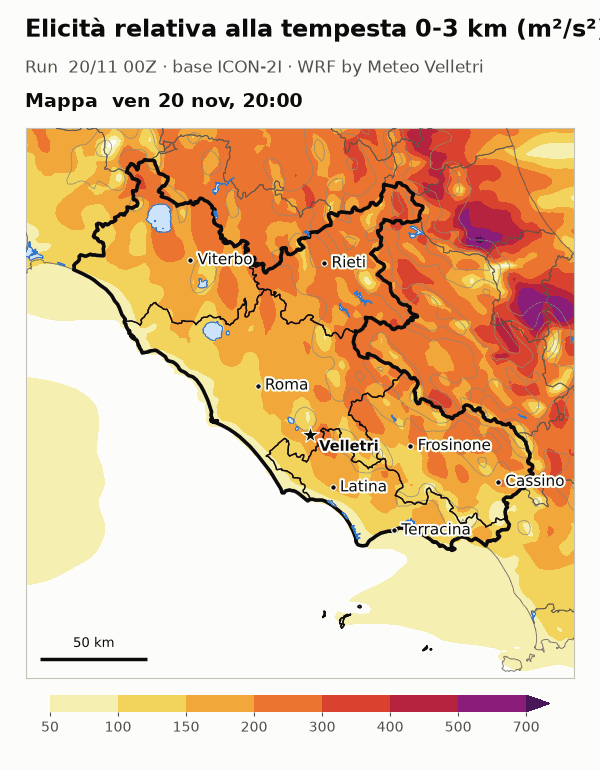 Elicità relativa alla tempesta 0-3 km (m²/s²)
Run  20/11 00Z · base ICON-2I · WRF by Meteo Velletri
Mappa  ven 20 nov, 20:00
Viterbo
Rieti
Roma
Velletri
Frosinone
Latina
Cassino
Terracina
50 km
50 100 150 200 300 400 500 700